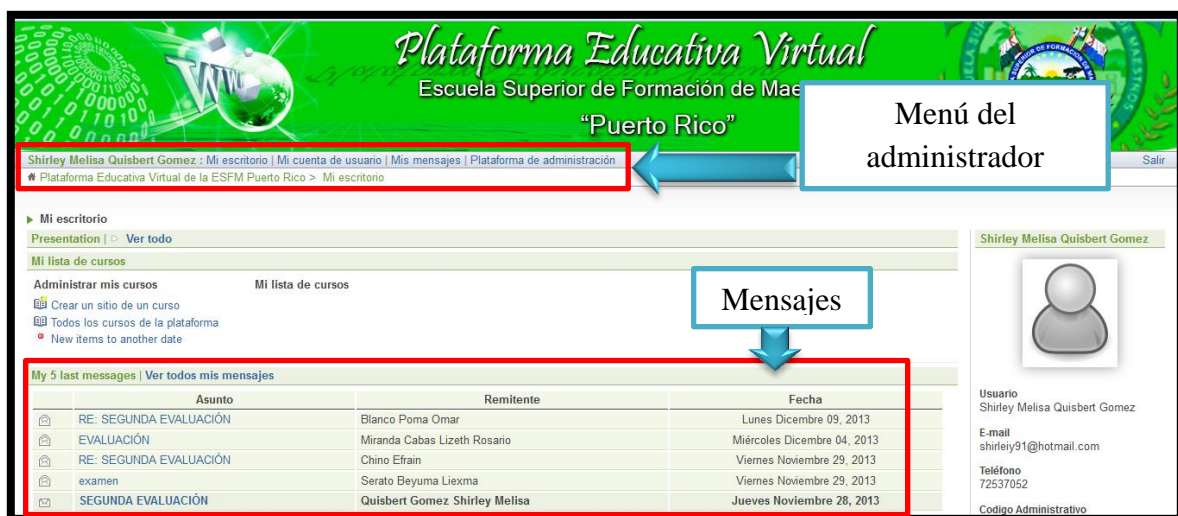 Plataforma Educativa Virtual
Escuela Superior de Formación de Mae
"Puerto Rico"
Menú del
administrador
Shirley Melisa Quisbert Gomez : Mi escritorio | Mi cuenta de usuario | Mis mensajes | Plataforma de administración
Salir
Plataforma Educativa Virtual de la ESFM Puerto Rico > Mi escritorio
Mi escritorio
Presentation | Ver todo
Mi lista de cursos
Administrar mis cursos Mi lista de cursos
Crear un sitio de un curso
Todos los cursos de la plataforma
New items to another date
Mensajes
My 5 last messages | Ver todos mis mensajes
Asunto Remitente Fecha
RE: SEGUNDA EVALUACIÓN Blanco Poma Omar Lunes Dicembre 09, 2013
EVALUACIÓN Miranda Cabas Lizeth Rosario Miércoles Dicembre 04, 2013
RE: SEGUNDA EVALUACIÓN Chino Efrain Viernes Noviembre 29, 2013
examen Serato Beyuma Liexma Viernes Noviembre 29, 2013
SEGUNDA EVALUACIÓN Quisbert Gomez Shirley Melisa Jueves Noviembre 28, 2013
Shirley Melisa Quisbert Gomez
Usuario
Shirley Melisa Quisbert Gomez
E-mail
shirleiy91@hotmail.com
Teléfono
72537052
Codigo Administrativo